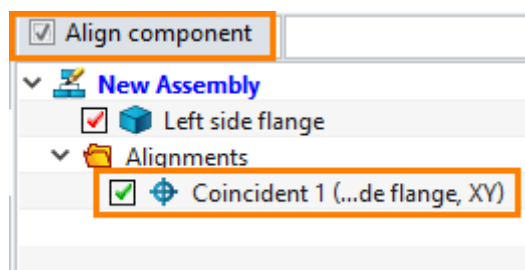 Align component
New Assembly
Left side flange
Alignments
Coincident 1 (...de flange, XY)